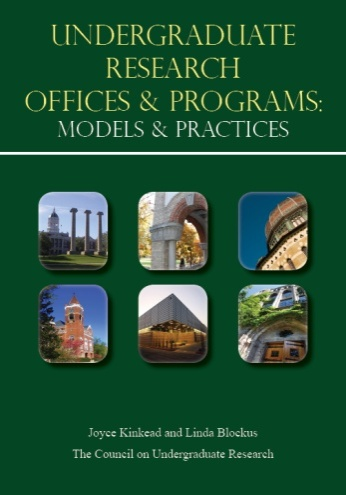 UNDERGRADUATE
RESEARCH
OFFICES & PROGRAMS:
MODELS & PRACTICES
Joyce Kinkead and Linda Blockus
The Council on Undergraduate Research